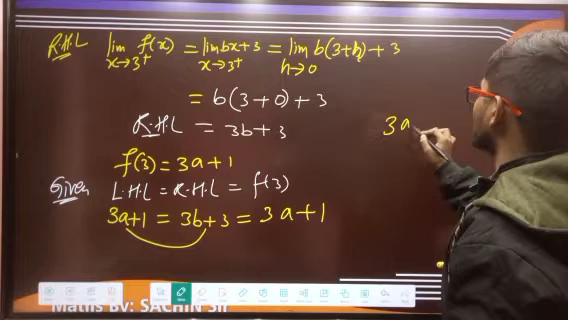 R.H.L lim x→3⁺ f(x) = lim x→3⁺ bx+3 = lim h→0 b(3+h)+3
= b(3+0)+3
R.H.L = 3b+3
3a
f(3) = 3a+1
Given L.H.L = R.H.L = f(3)
3a+1 = 3b+3 = 3a+1
Maths By: SACHIN Sir